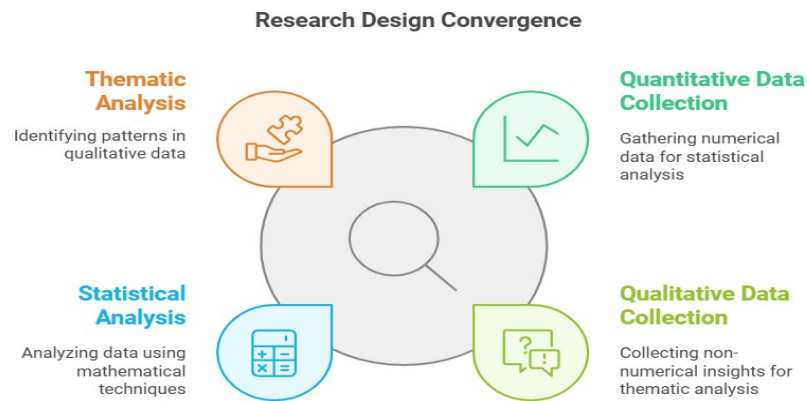 Research Design Convergence
Thematic
Analysis
Identifying patterns in
qualitative data
Quantitative Data
Collection
Gathering numerical
data for statistical
analysis
Statistical
Analysis
Analyzing data using
mathematical
techniques
Qualitative Data
Collection
Collecting non-
numerical insights for
thematic analysis